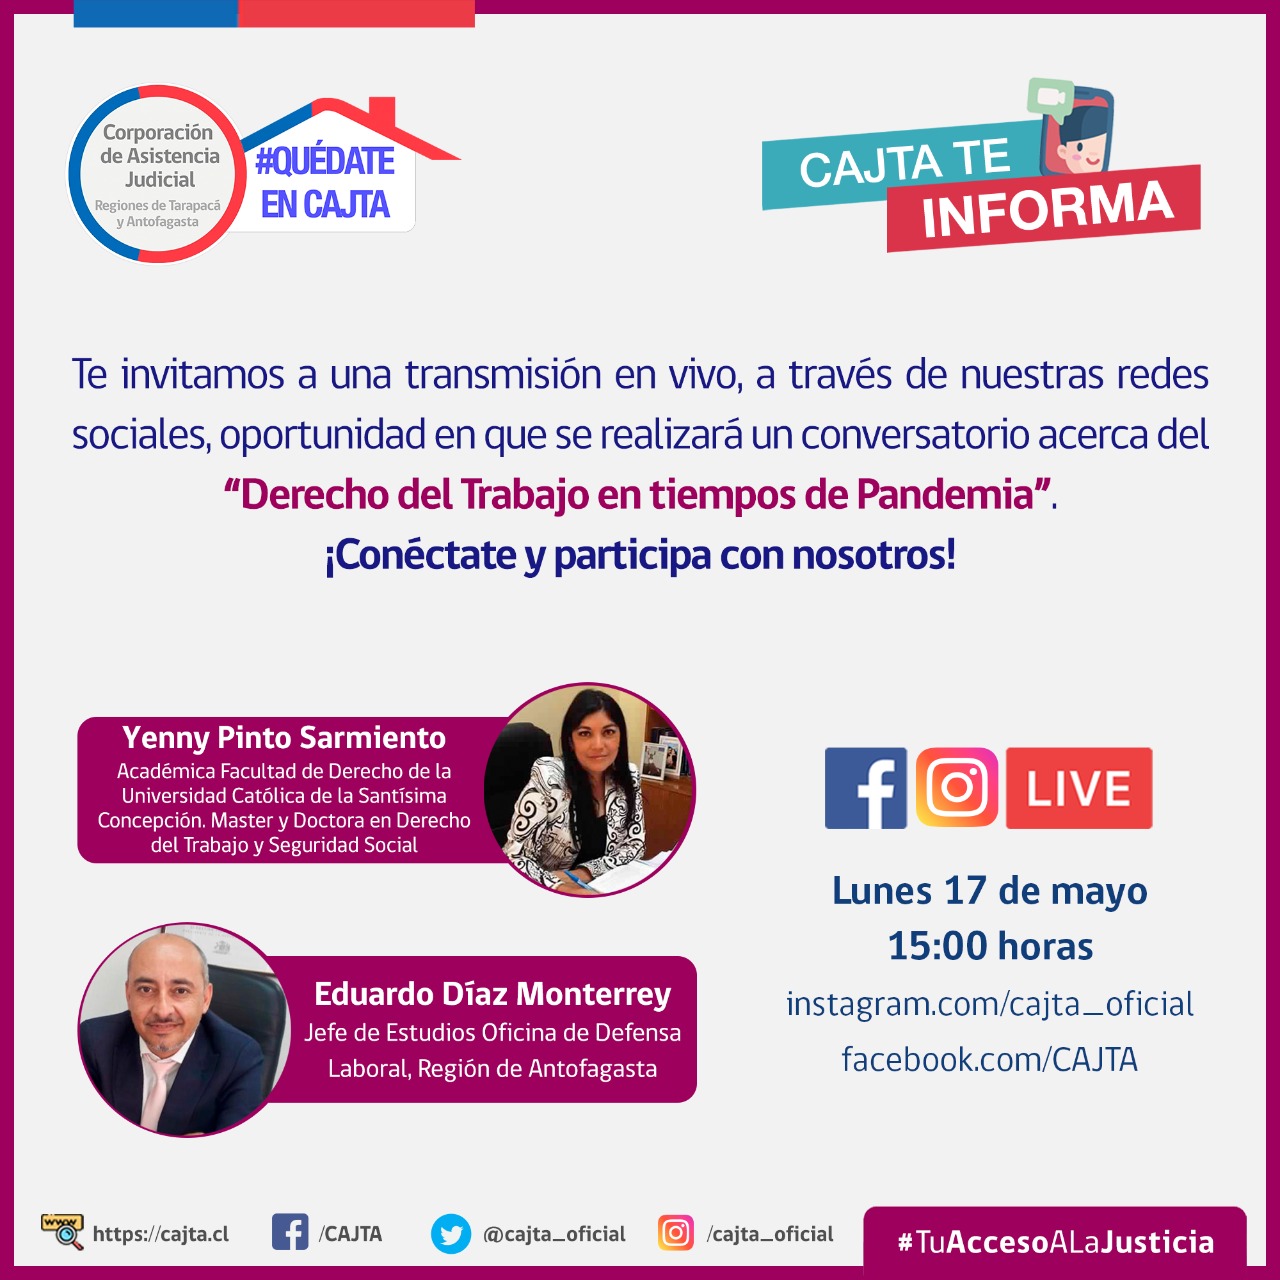 Corporación
de Asistencia
Judicial
Regiones de Tarapacá
y Antofagasta
#QUÉDATE
EN CAJTA
CAJTA TE
INFORMA
Te invitamos a una transmisión en vivo, a través de nuestras redes
sociales, oportunidad en que se realizará un conversatorio acerca del
“Derecho del Trabajo en tiempos de Pandemia”.
¡Conéctate y participa con nosotros!
Yenny Pinto Sarmiento
Académica Facultad de Derecho de la
Universidad Católica de la Santísima
Concepción. Master y Doctora en Derecho
del Trabajo y Seguridad Social
Eduardo Díaz Monterrey
Jefe de Estudios Oficina de Defensa
Laboral, Región de Antofagasta
LIVE
Lunes 17 de mayo
15:00 horas
instagram.com/cajta_oficial
facebook.com/CAJTA
www
https://cajta.cl
/CAJTA
@cajta_oficial
/cajta_oficial
#TuAccesoALaJusticia